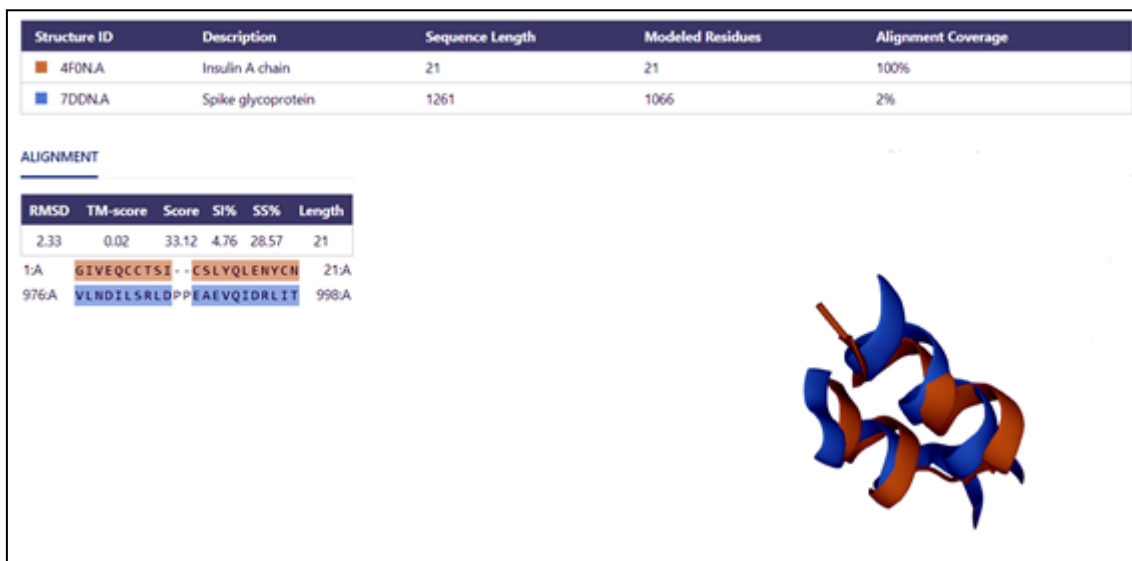 Structure ID Description Sequence Length Modeled Residues Alignment Coverage
4F0N.A Insulin A chain 21 21 100%
7DDN.A Spike glycoprotein 1261 1066 2%
ALIGNMENT
RMSD TM-score Score SI% SS% Length
2.33 0.02 33.12 4.76 28.57 21
1:A GIVEQCCTSI--CSLYQLENYCN 21:A
976:A VLNDILSRLDPPEAEVQIDRLIT 998:A